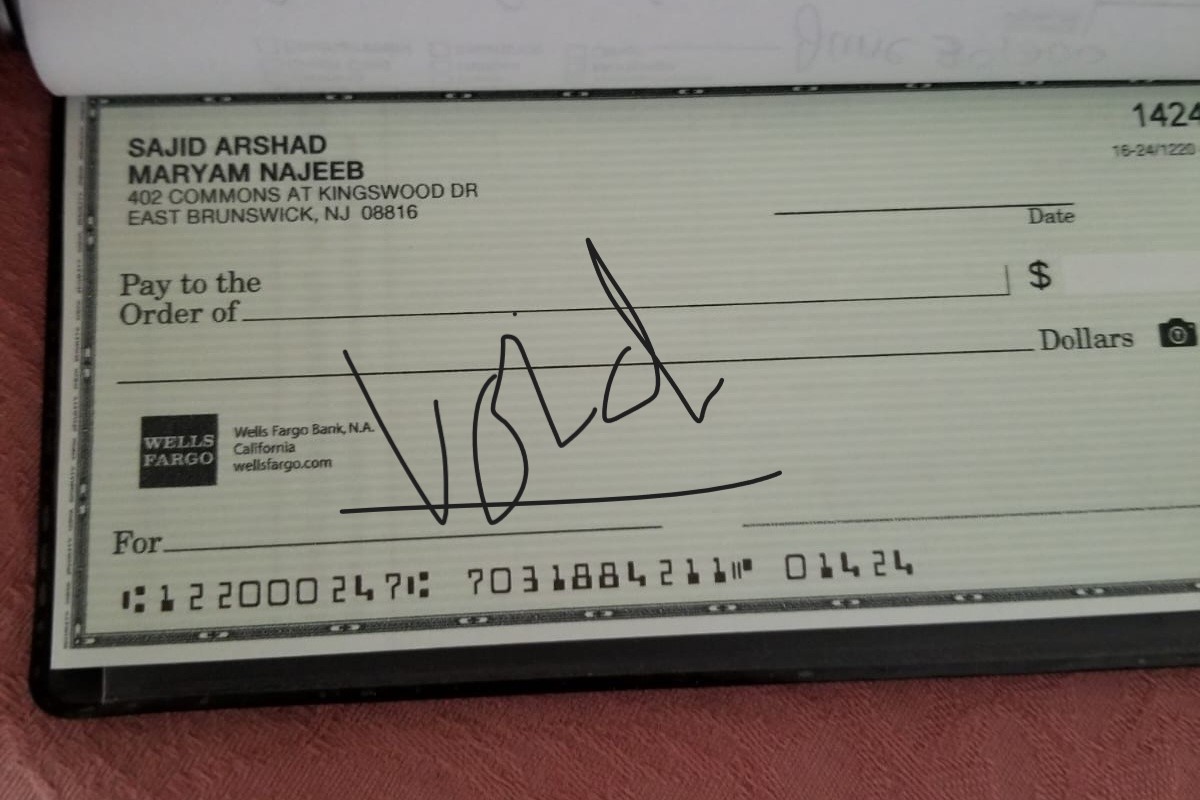 1424
16-24/1220
SAJID ARSHAD
MARYAM NAJEEB
402 COMMONS AT KINGSWOOD DR
EAST BRUNSWICK, NJ 08816
Date
Pay to the
Order of
$
Dollars
Void
WELLS
FARGO
Wells Fargo Bank, N.A.
California
wellsfargo.com
For
⑆122000247⑆ 7031884211⑈ 01424